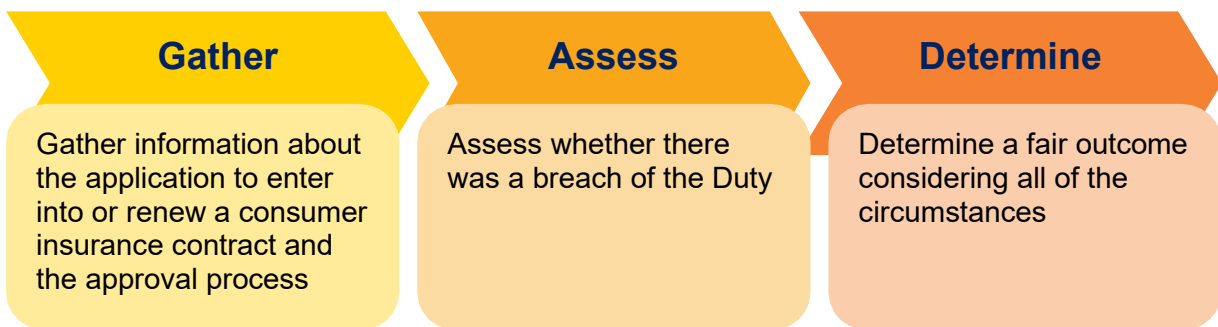 Gather
Gather information about
the application to enter
into or renew a consumer
insurance contract and
the approval process
Assess
Assess whether there
was a breach of the Duty
Determine
Determine a fair outcome
considering all of the
circumstances